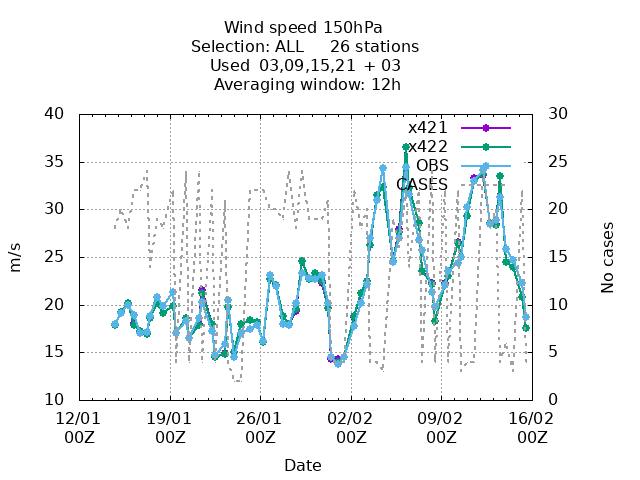 Wind speed 150hPa
Selection: ALL 26 stations
Used 03,09,15,21 + 03
Averaging window: 12h
40
35
30
25
20
15
10
m/s
30
25
20
15
10
5
0
No cases
x421
x422
OBS
CASES
12/01 19/01 26/01 02/02 09/02 16/02
00Z 00Z 00Z 00Z 00Z 00Z
Date